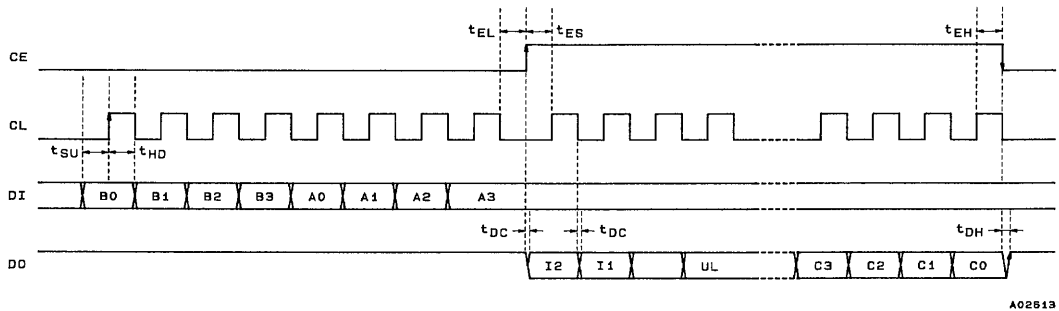 tEL tES tEH
CE
CL
tSU tHD
DI B0 B1 B2 B3 A0 A1 A2 A3
tDC tDC tDH
DO I2 I1 UL C3 C2 C1 C0
A02613